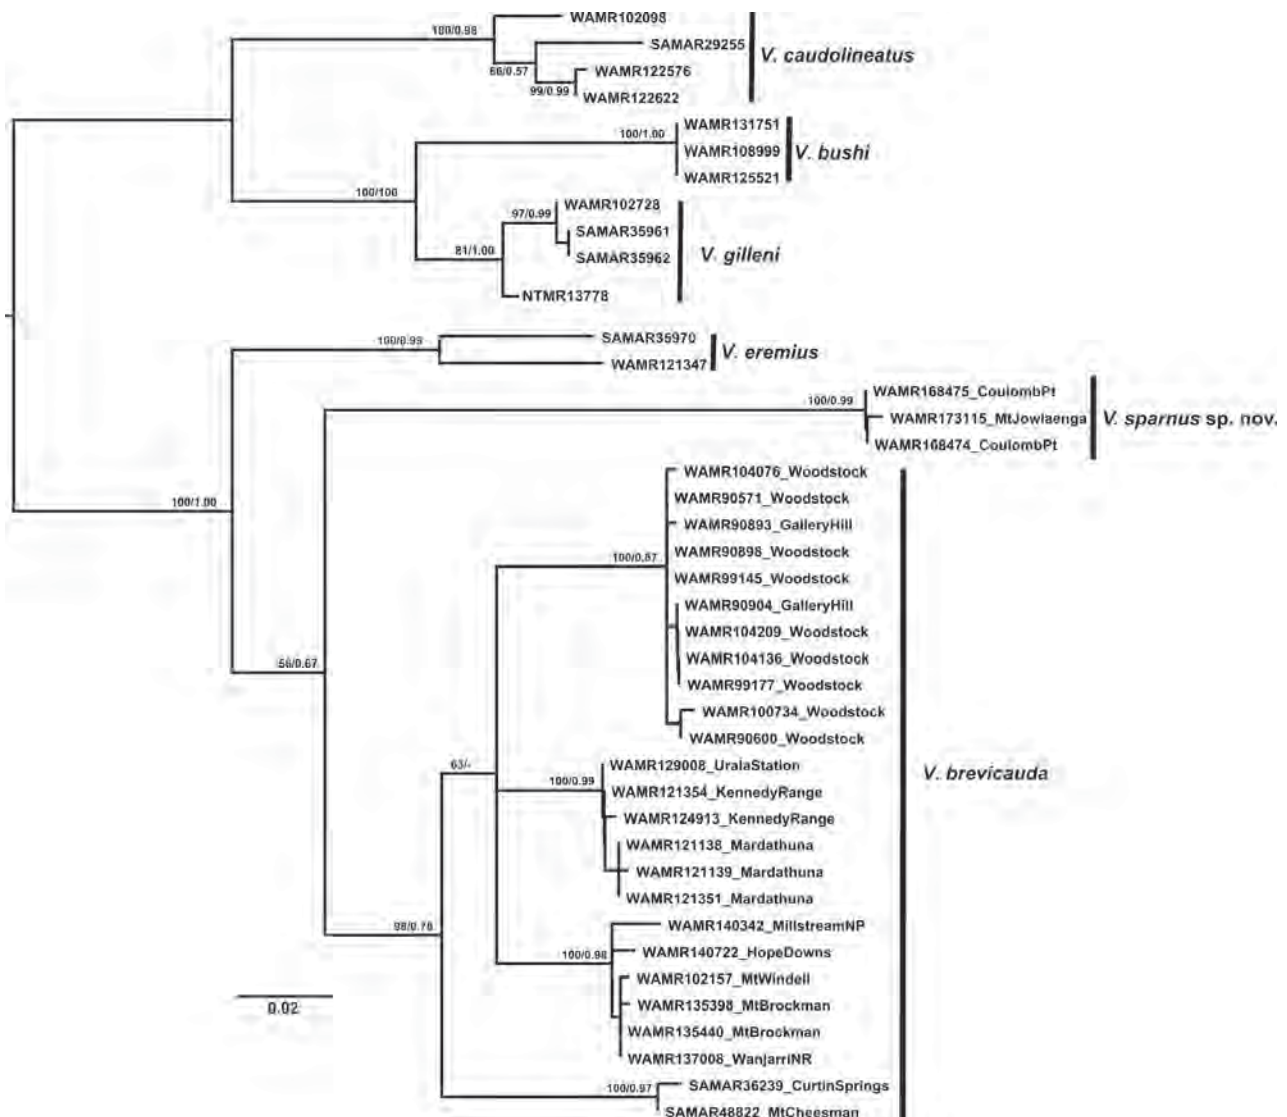 WAMR102098
100/0.98
SAMAR29255
V. caudolineatus
66/0.57
WAMR122576
99/0.99
WAMR122622
WAMR131751
100/1.00
WAMR108999
V. bushi
WAMR125521
100/100
WAMR102728
97/0.99
SAMAR35961
81/1.00
SAMAR35962
V. gilleni
NTMR13778
SAMAR35970
100/0.99
V. eremius
WAMR121347
WAMR168475_CoulombPt
100/0.99
WAMR173115_MtJowlaenga
V. sparnus sp. nov.
WAMR168474_CoulombPt
WAMR104076_Woodstock
WAMR90571_Woodstock
100/1.00
WAMR90893_GalleryHill
WAMR90898_Woodstock
100/0.87
WAMR99145_Woodstock
WAMR90904_GalleryHill
WAMR104209_Woodstock
WAMR104136_Woodstock
56/0.67
WAMR99177_Woodstock
WAMR100734_Woodstock
WAMR90600_Woodstock
63/-
WAMR129008_UralaStation
V. brevicauda
100/0.99
WAMR121354_KennedyRange
WAMR124913_KennedyRange
WAMR121138_Mardathuna
WAMR121139_Mardathuna
WAMR121351_Mardathuna
98/0.78
WAMR140342_MillstreamNP
100/0.98
WAMR140722_HopeDowns
WAMR102157_MtWindell
0.02
WAMR135398_MtBrockman
WAMR135440_MtBrockman
WAMR137008_WanjarriNR
100/0.97
SAMAR36239_CurtinSprings
SAMAR48822_MtCheesman